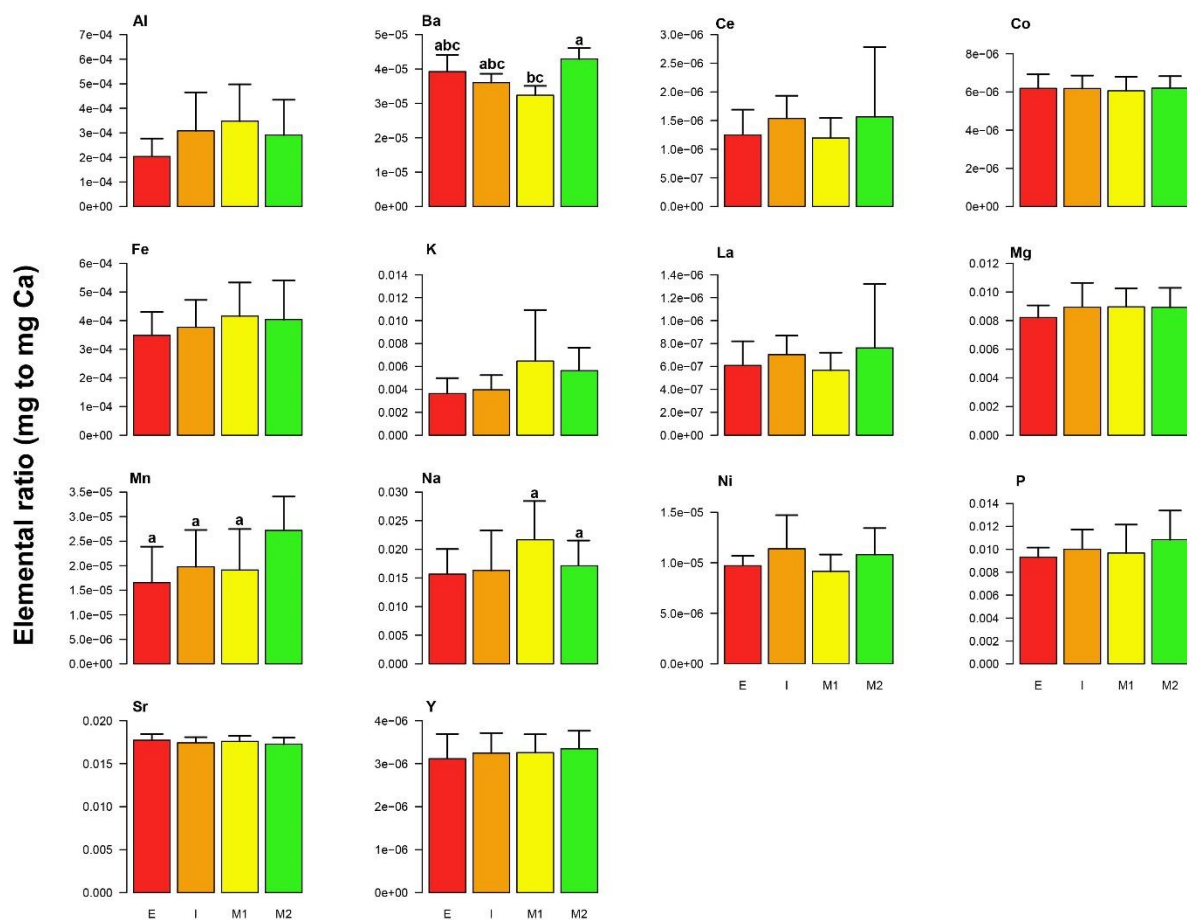 Elemental ratio (mg to mg Ca)
Al
7e−04
6e−04
5e−04
4e−04
3e−04
2e−04
1e−04
0e+00
Ba
5e−05
4e−05
3e−05
2e−05
1e−05
0e+00
abc
abc
bc
a
Ce
3.0e−06
2.5e−06
2.0e−06
1.5e−06
1.0e−06
5.0e−07
0.0e+00
Co
8e−06
6e−06
4e−06
2e−06
0e+00
Fe
6e−04
5e−04
4e−04
3e−04
2e−04
1e−04
0e+00
K
0.014
0.012
0.010
0.008
0.006
0.004
0.002
0.000
La
1.4e−06
1.2e−06
1.0e−06
8.0e−07
6.0e−07
4.0e−07
2.0e−07
0.0e+00
Mg
0.012
0.010
0.008
0.006
0.004
0.002
0.000
Mn
3.5e−05
3.0e−05
2.5e−05
2.0e−05
1.5e−05
1.0e−05
5.0e−06
0.0e+00
a
a
a
Na
0.030
0.025
0.020
0.015
0.010
0.005
0.000
a
a
Ni
1.5e−05
1.0e−05
5.0e−06
0.0e+00
E I M1 M2
P
0.014
0.012
0.010
0.008
0.006
0.004
0.002
0.000
E I M1 M2
Sr
0.020
0.015
0.010
0.005
0.000
E I M1 M2
Y
4e−06
3e−06
2e−06
1e−06
0e+00
E I M1 M2